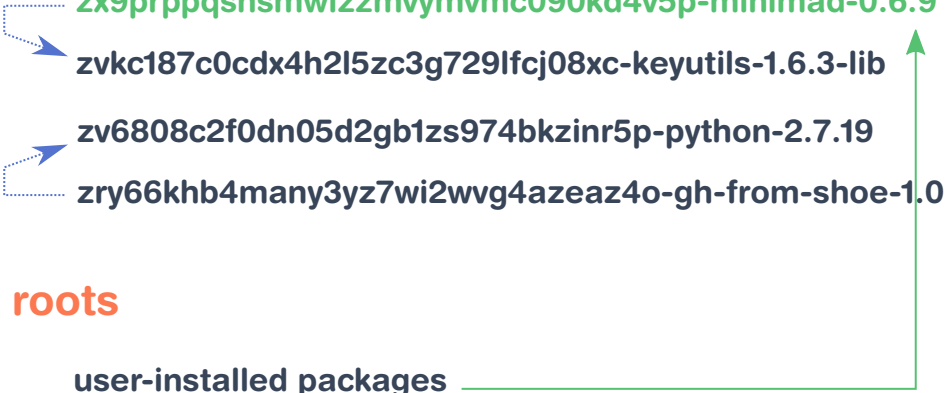 zvkc187c0cdx4h2l5zc3g729lfcj08xc-keyutils-1.6.3-lib
zv6808c2f0dn05d2gb1zs974bkzinr5p-python-2.7.19
zry66khb4many3yz7wi2wvg4azeaz4o-gh-from-shoe-1.0
roots
user-installed packages